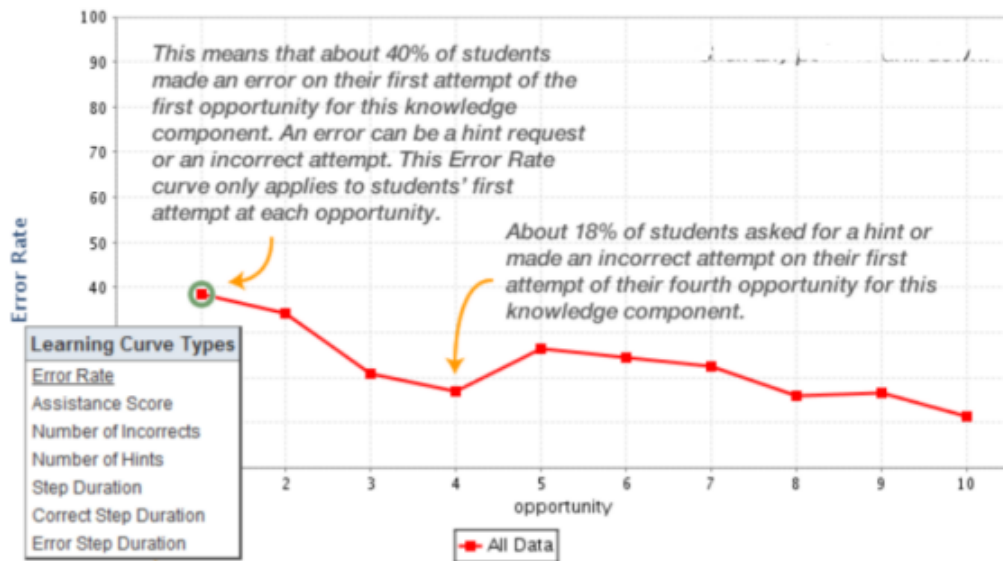 100
90
80
70
60
50
40
Error Rate
This means that about 40% of students
made an error on their first attempt of the
first opportunity for this knowledge
component. An error can be a hint request
or an incorrect attempt. This Error Rate
curve only applies to students' first
attempt at each opportunity.
About 18% of students asked for a hint or
made an incorrect attempt on their first
attempt of their fourth opportunity for this
knowledge component.
Learning Curve Types
Error Rate
Assistance Score
Number of Incorrects
Number of Hints
Step Duration
Correct Step Duration
Error Step Duration
2 3 4 5 6 7 8 9 10
opportunity
All Data